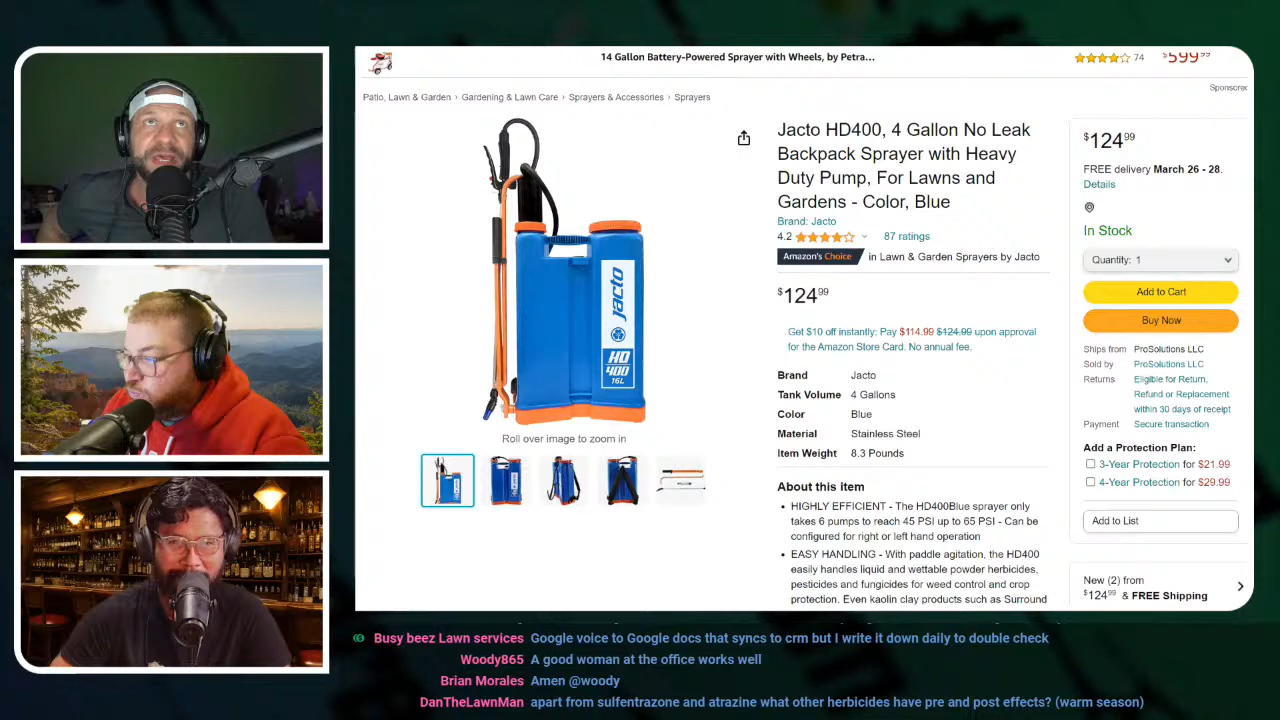 14 Gallon Battery-Powered Sprayer with Wheels, by Petra...
74
$599⁹⁹
Sponsored
Patio, Lawn & Garden › Gardening & Lawn Care › Sprayers & Accessories › Sprayers
Jacto HD400, 4 Gallon No Leak
Backpack Sprayer with Heavy
Duty Pump, For Lawns and
Gardens - Color, Blue
Brand: Jacto
4.2
87 ratings
Amazon's Choice in Lawn & Garden Sprayers by Jacto
$124⁹⁹
Get $10 off instantly: Pay $114.99 $124.99 upon approval
for the Amazon Store Card. No annual fee.
Brand Jacto
Tank Volume 4 Gallons
Color Blue
Material Stainless Steel
Item Weight 8.3 Pounds
About this item
• HIGHLY EFFICIENT - The HD400Blue sprayer only
takes 6 pumps to reach 45 PSI up to 65 PSI - Can be
configured for right or left hand operation
• EASY HANDLING - With paddle agitation, the HD400
easily handles liquid and wettable powder herbicides,
pesticides and fungicides for weed control and crop
protection. Even kaolin clay products such as Surround
jacto
HD
400
16L
Roll over image to zoom in
$124⁹⁹
FREE delivery March 26 - 28.
Details
In Stock
Quantity: 1
Add to Cart
Buy Now
Ships from ProSolutions LLC
Sold by ProSolutions LLC
Returns Eligible for Return,
Refund or Replacement
within 30 days of receipt
Payment Secure transaction
Add a Protection Plan:
3-Year Protection for $21.99
4-Year Protection for $29.99
Add to List
New (2) from
$124⁹⁹ & FREE Shipping
Busy beez Lawn services Google voice to Google docs that syncs to crm but I write it down daily to double check
Woody865 A good woman at the office works well
Brian Morales Amen @woody
DanTheLawnMan apart from sulfentrazone and atrazine what other herbicides have pre and post effects? (warm season)